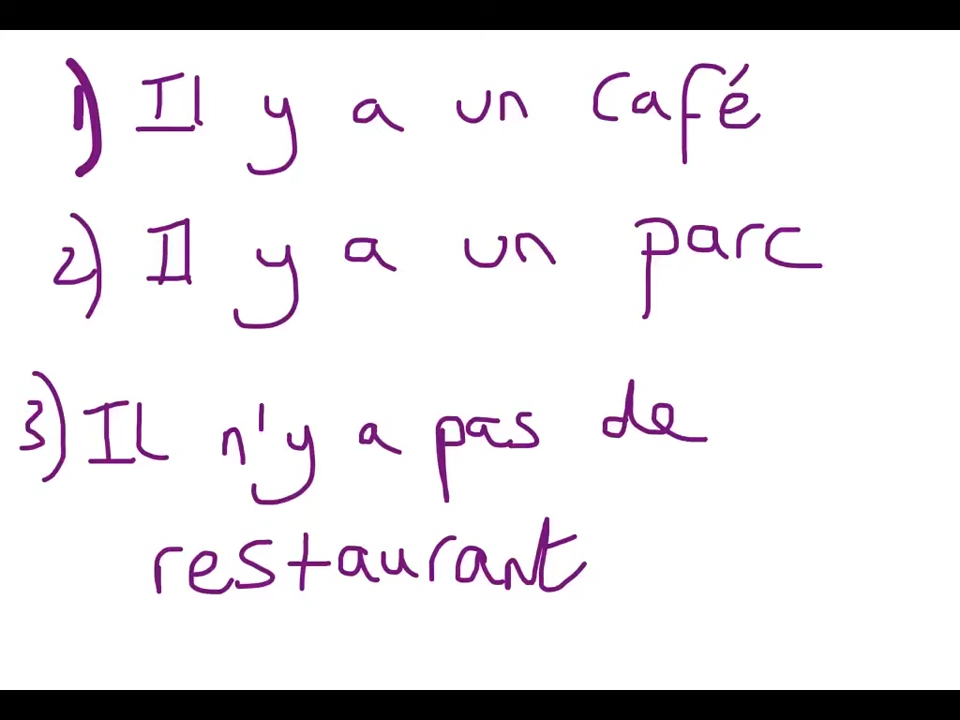 1) Il y a un café
2) Il y a un parc
3) Il n'y a pas de
restaurant